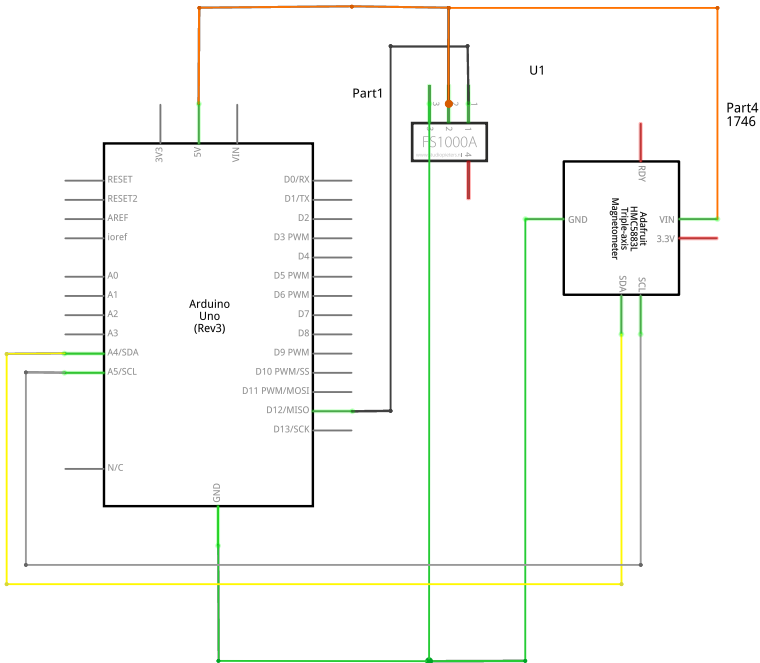 U1
Part1
Part4
1746
3V3
5V
VIN
3
2
1
3
2
1
FS1000A
4
RDY
RESET
RESET2
AREF
ioref
A0
A1
A2
A3
A4/SDA
A5/SCL
N/C
Arduino
Uno
(Rev3)
D0/RX
D1/TX
D2
D3 PWM
D4
D5 PWM
D6 PWM
D7
D8
D9 PWM
D10 PWM/SS
D11 PWM/MOSI
D12/MISO
D13/SCK
GND
GND
Adafruit
HMC5883L
Triple-axis
Magnetometer
VIN
3.3V
SDA
SCL